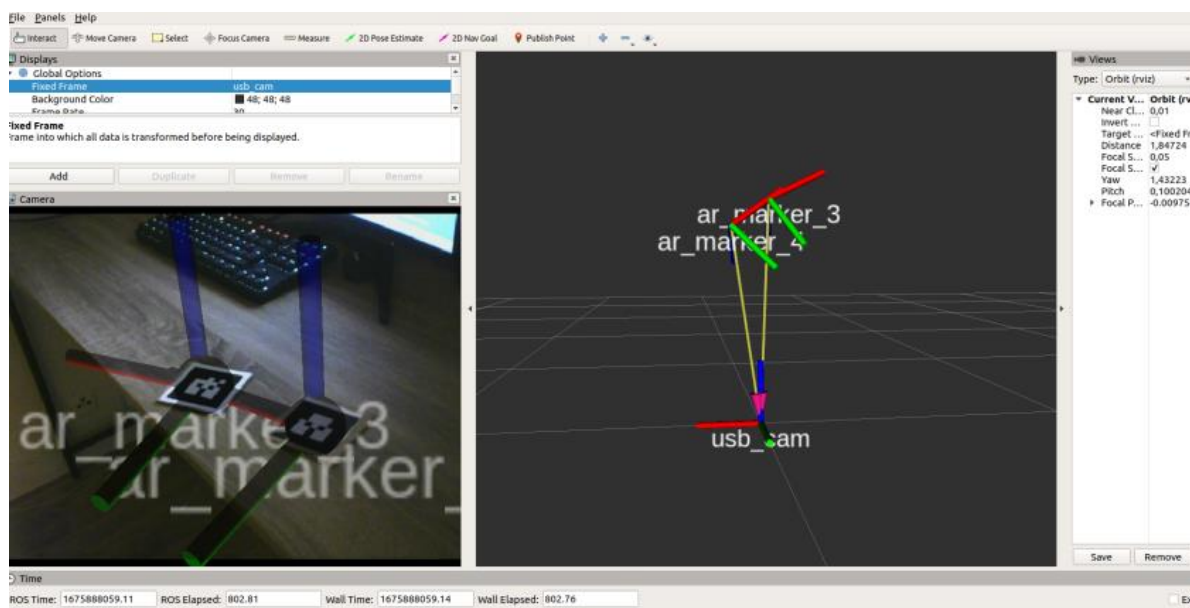 File Panels Help
Interact Move Camera Select Focus Camera Measure 2D Pose Estimate 2D Nav Goal Publish Point
Displays
Global Options
Fixed Frame usb_cam
Background Color 48; 48; 48
Frame Rate 30
Fixed Frame
Frame into which all data is transformed before being displayed.
Add Duplicate Remove Rename
Camera
ar_marker_3
ar_marker_
ar_marker_3
ar_marker_4
usb_cam
Views
Type: Orbit (rviz)
Current V... Orbit (rv
Near Cl... 0,01
Invert ...
Target ... <Fixed Fr
Distance 1,84724
Focal S... 0,05
Focal S...
Yaw 1,43223
Pitch 0,100204
Focal P... -0.00975
Save Remove
Time
ROS Time: 1675888059.11 ROS Elapsed: 802.81 Wall Time: 1675888059.14 Wall Elapsed: 802.76 Ex